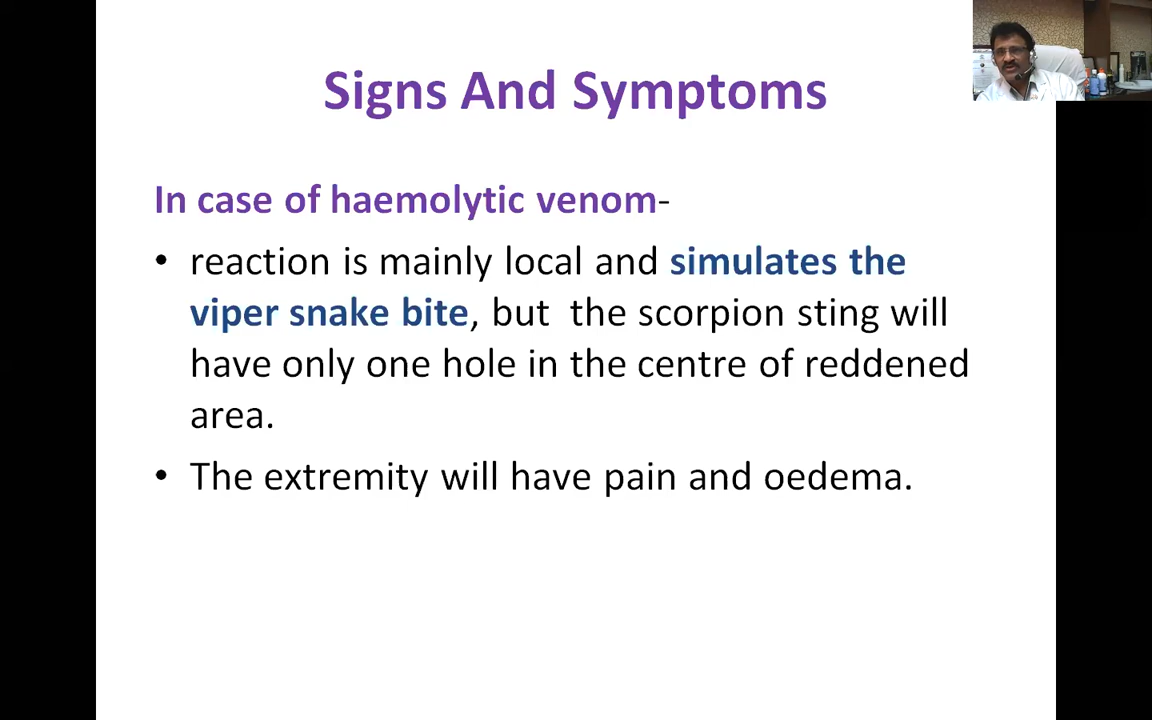 Signs And Symptoms
In case of haemolytic venom-
• reaction is mainly local and simulates the
viper snake bite, but  the scorpion sting will
have only one hole in the centre of reddened
area.
• The extremity will have pain and oedema.